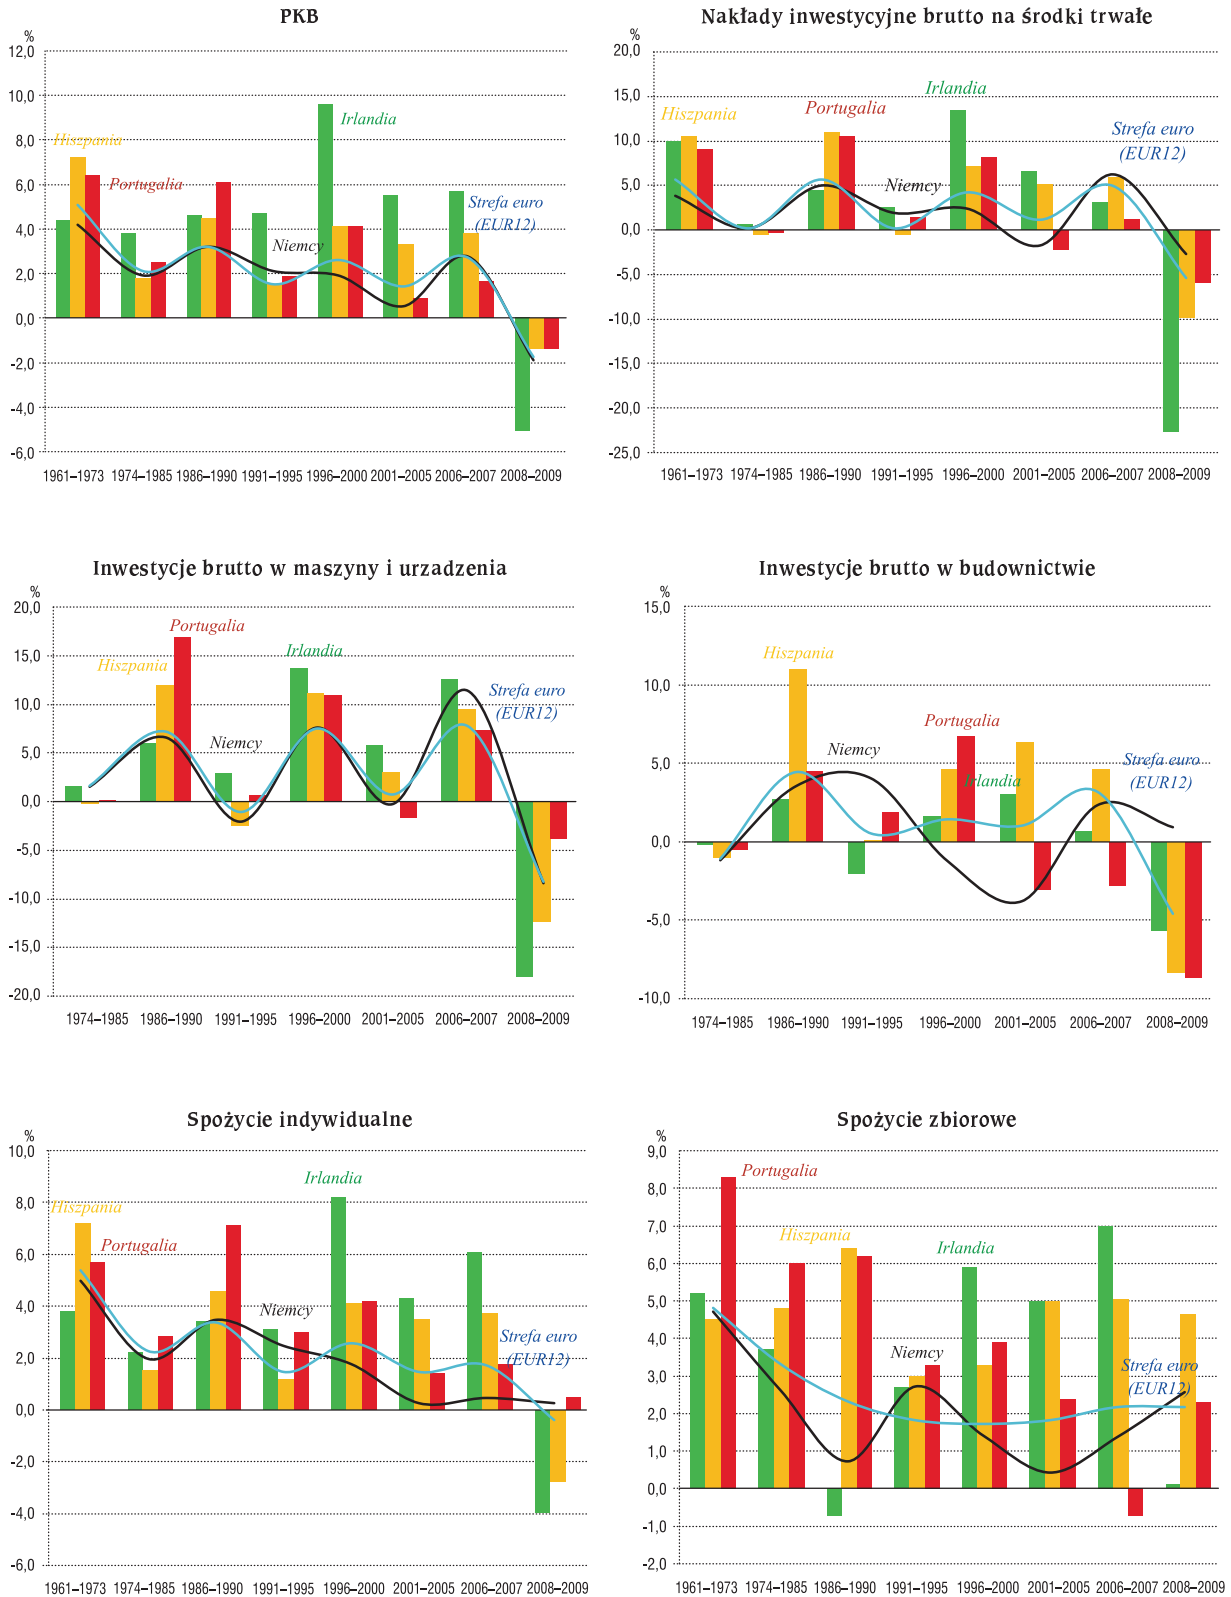 PKB
%
12,0
10,0
8,0
6,0
4,0
2,0
0,0
-2,0
-4,0
-6,0
Hiszpania
Portugalia
Irlandia
Niemcy
Strefa euro
(EUR12)
1961–1973 1974–1985 1986–1990 1991–1995 1996–2000 2001–2005 2006–2007 2008–2009
Nakłady inwestycyjne brutto na środki trwałe
%
20,0
15,0
10,0
5,0
0,0
-5,0
-10,0
-15,0
-20,0
-25,0
Hiszpania
Portugalia
Irlandia
Niemcy
Strefa euro
(EUR12)
1961–1973 1974–1985 1986–1990 1991–1995 1996–2000 2001–2005 2006–2007 2008–2009
Inwestycje brutto w maszyny i urzadzenia
%
20,0
15,0
10,0
5,0
0,0
-5,0
-10,0
-15,0
-20,0
Portugalia
Hiszpania
Irlandia
Niemcy
Strefa euro
(EUR12)
1974–1985 1986–1990 1991–1995 1996–2000 2001–2005 2006–2007 2008–2009
Inwestycje brutto w budownictwie
%
15,0
10,0
5,0
0,0
-5,0
-10,0
Hiszpania
Niemcy
Portugalia
Irlandia
Strefa euro
(EUR12)
1974–1985 1986–1990 1991–1995 1996–2000 2001–2005 2006–2007 2008–2009
Spożycie indywidualne
%
10,0
8,0
6,0
4,0
2,0
0,0
-2,0
-4,0
-6,0
Hiszpania
Portugalia
Irlandia
Niemcy
Strefa euro
(EUR12)
1961–1973 1974–1985 1986–1990 1991–1995 1996–2000 2001–2005 2006–2007 2008–2009
Spożycie zbiorowe
%
9,0
8,0
7,0
6,0
5,0
4,0
3,0
2,0
1,0
0,0
-1,0
-2,0
Portugalia
Hiszpania
Irlandia
Niemcy
Strefa euro
(EUR12)
1961–1973 1974–1985 1986–1990 1991–1995 1996–2000 2001–2005 2006–2007 2008–2009